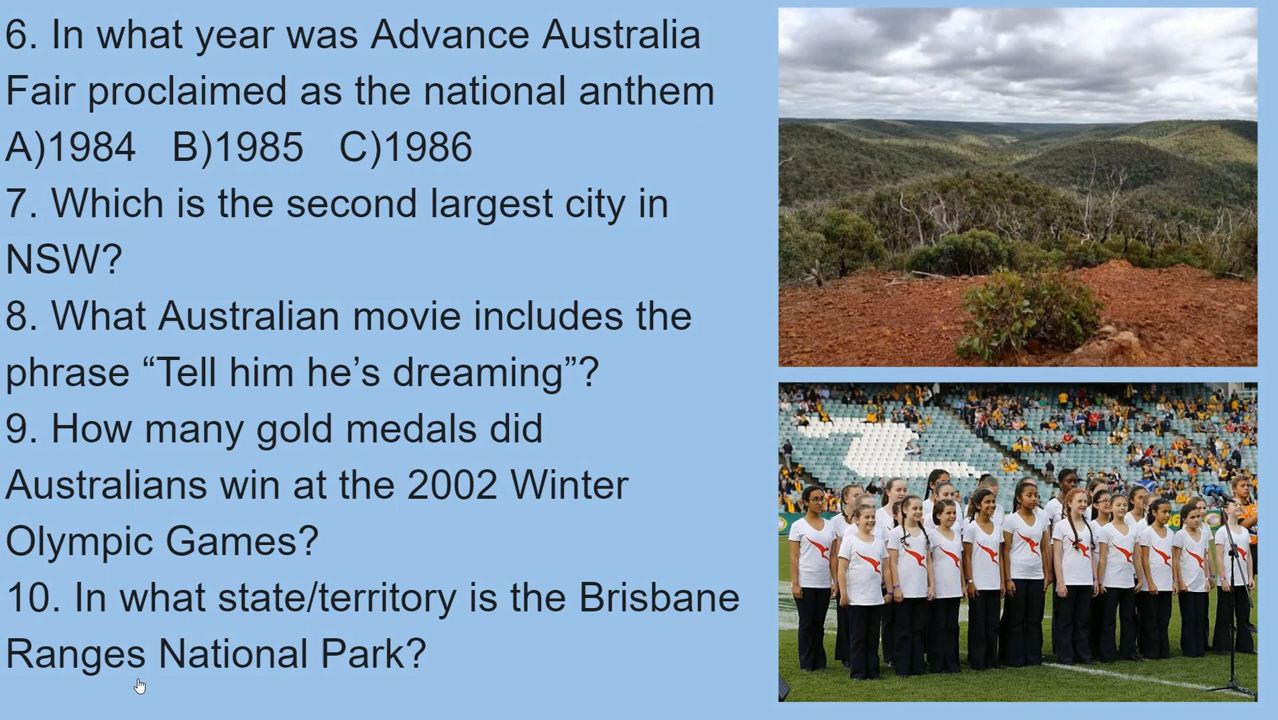 6. In what year was Advance Australia
Fair proclaimed as the national anthem
A)1984 B)1985 C)1986
7. Which is the second largest city in
NSW?
8. What Australian movie includes the
phrase “Tell him he’s dreaming”?
9. How many gold medals did
Australians win at the 2002 Winter
Olympic Games?
10. In what state/territory is the Brisbane
Ranges National Park?